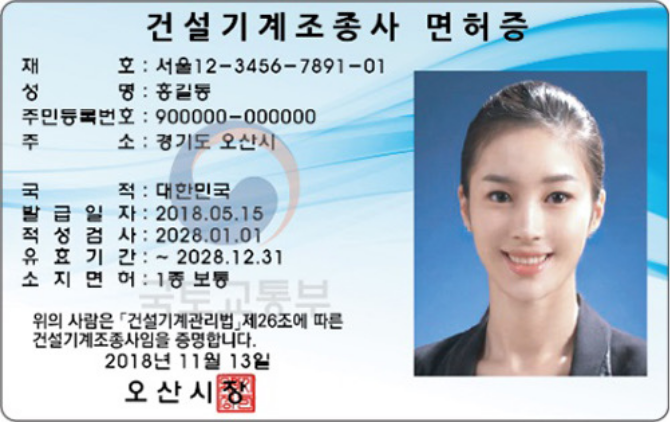 건설기계조종사 면허증
재 호 : 서울12-3456-7891-01
성 명 : 홍길동
주민등록번호 : 900000-000000
주 소 : 경기도 오산시
국 적 : 대한민국
발 급 일 자 : 2018.05.15
적 성 검 사 : 2028.01.01
유 효 기 간 : ~ 2028.12.31
소 지 면 허 : 1종 보통
국토교통부
위의 사람은 「건설기계관리법」제26조에 따른
건설기계조종사임을 증명합니다.
2018년 11월 13일
오 산 시 장